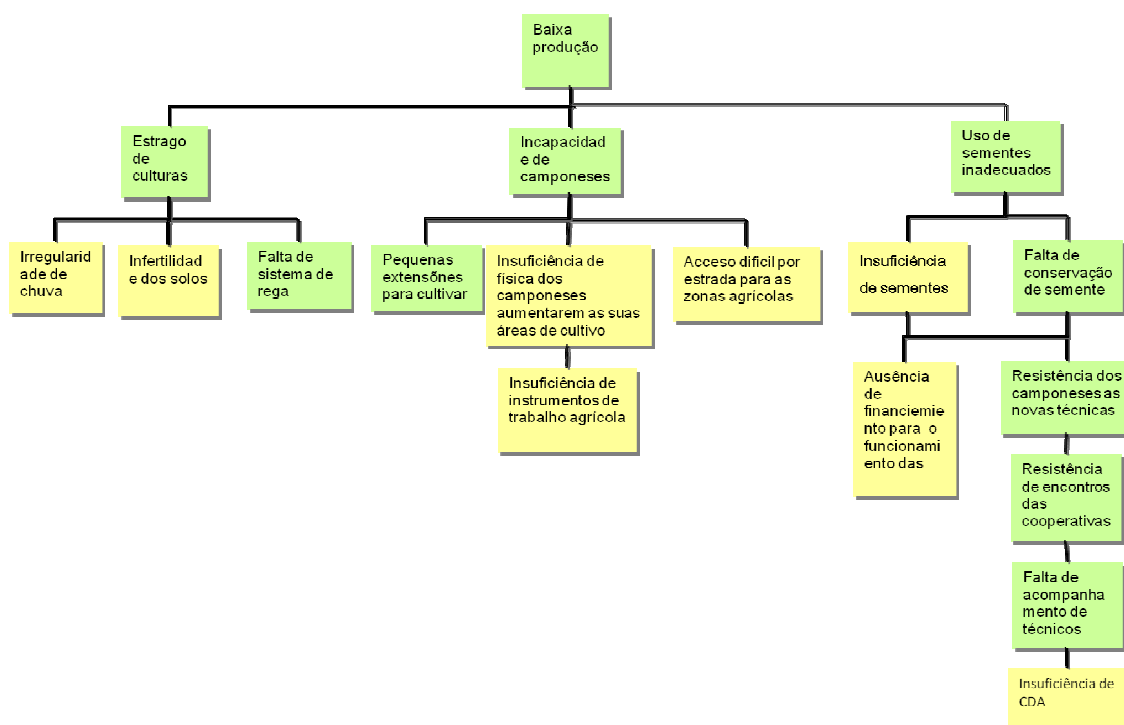 Baixa
produção
Estrago
de
culturas
Incapacidad
e de
camponeses
Uso de
sementes
inadecuados
Irregularid
ade de
chuva
Infertilidad
e dos solos
Falta de
sistema de
rega
Pequenas
extensõnes
para cultivar
Insuficiência de
física dos
camponeses
aumentarem as suas
áreas de cultivo
Acceso dificil por
estrada para as
zonas agrícolas
Insuficiência
de sementes
Falta de
conservação
de semente
Insuficiência de
instrumentos de
trabalho agrícola
Ausência
de
financiemie
nto para o
funcionami
ento das
Resistência dos
camponeses as
novas técnicas
Resistência
de encontros
das
cooperativas
Falta de
acompanha
mento de
técnicos
Insuficiência de
CDA